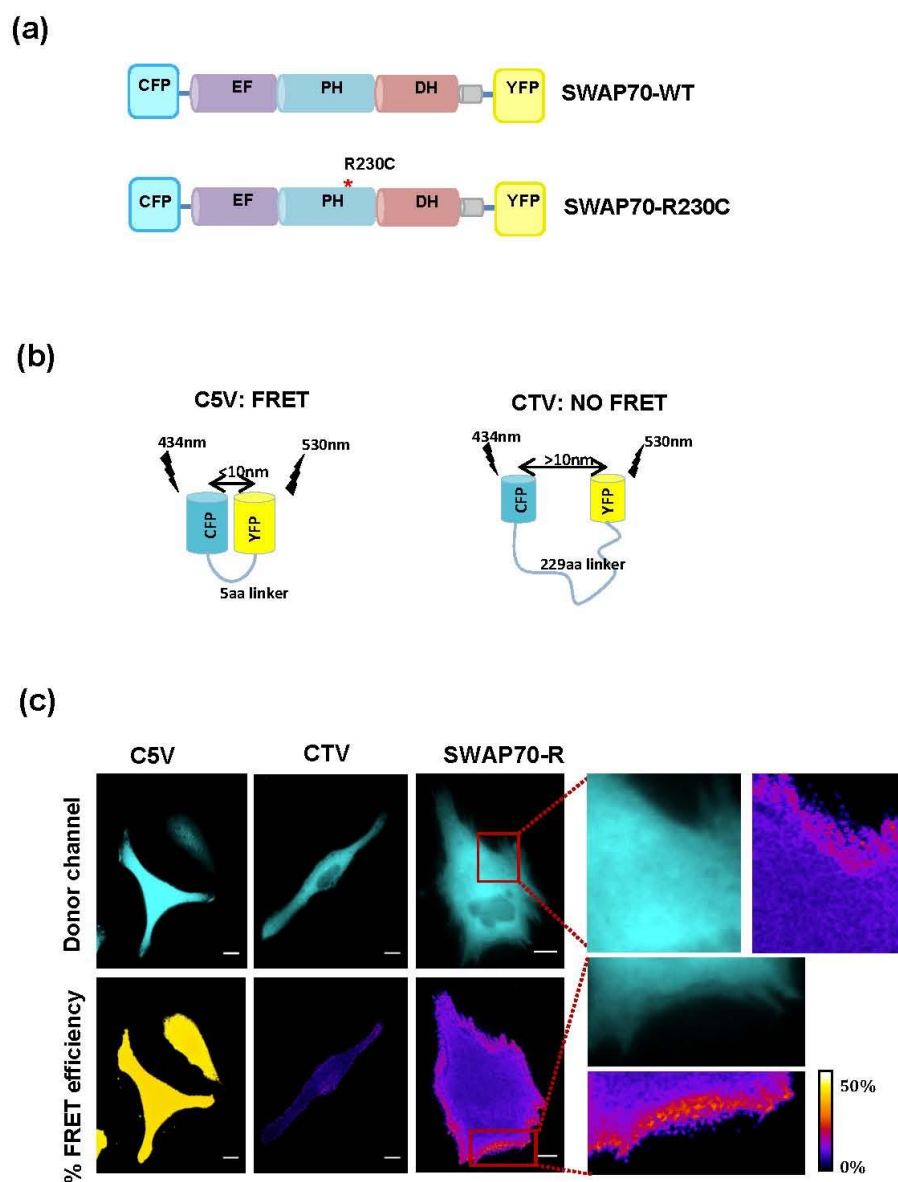 (a)
CFP EF PH DH YFP SWAP70-WT
R230C
*
CFP EF PH DH YFP SWAP70-R230C
(b)
C5V: FRET CTV: NO FRET
434nm <10nm 530nm 434nm >10nm 530nm
CFP YFP CFP YFP
5aa linker 229aa linker
(c)
C5V CTV SWAP70-R
Donor channel
% FRET efficiency
50%
0%